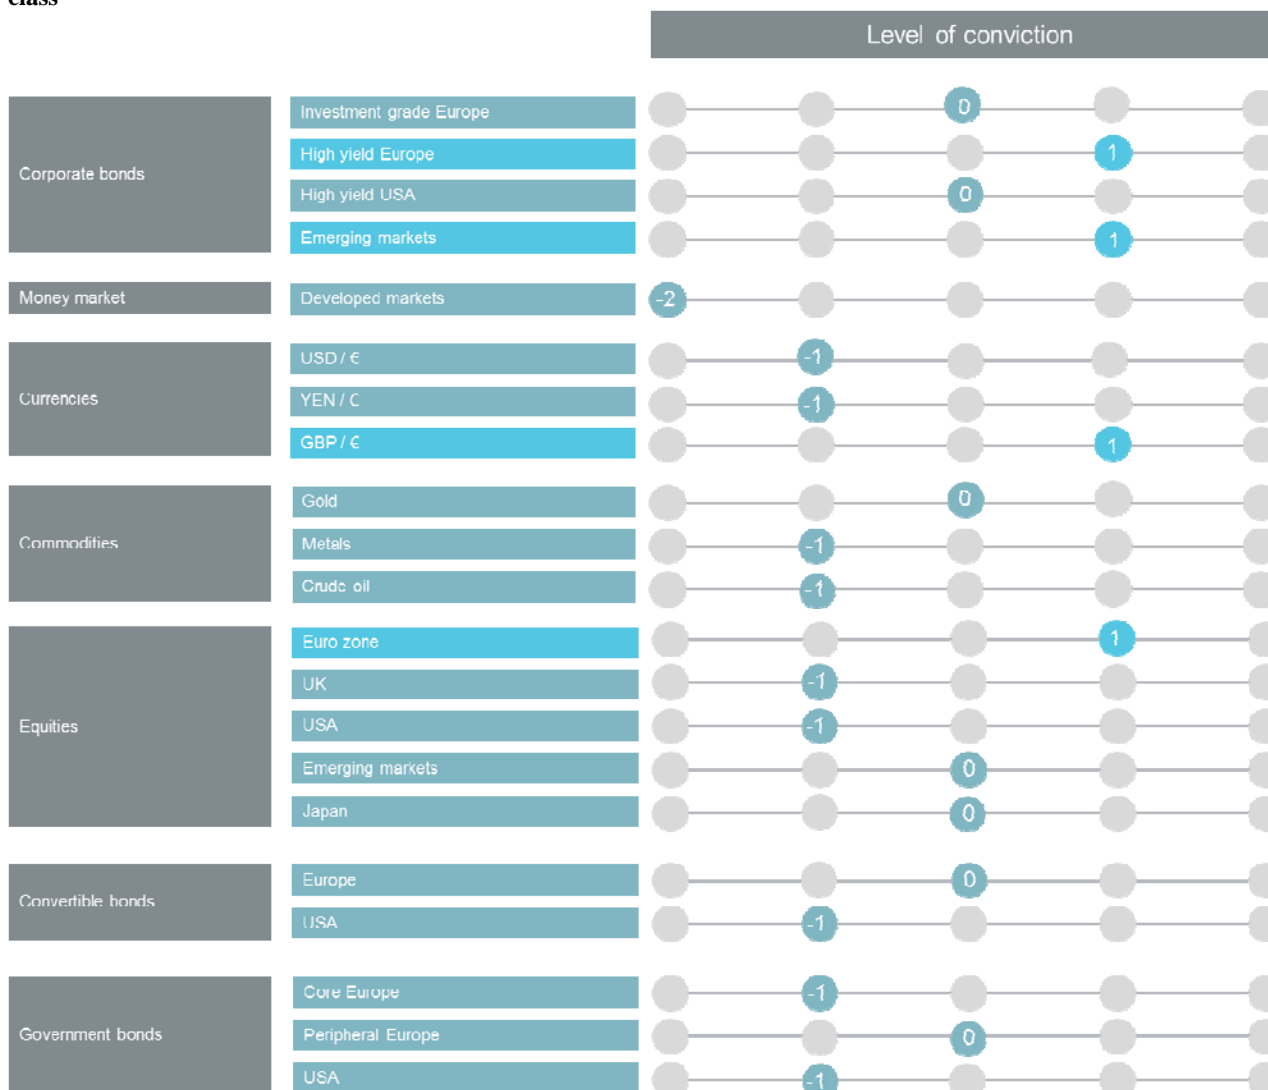 class
Level of conviction
Corporate bonds
Investment grade Europe
0
High yield Europe
1
High yield USA
0
Emerging markets
1
Money market
Developed markets
-2
Currencies
USD / €
-1
YEN / €
-1
GBP / €
1
Commodities
Gold
0
Metals
-1
Crude oil
-1
Equities
Euro zone
1
UK
-1
USA
-1
Emerging markets
0
Japan
0
Convertible bonds
Europe
0
USA
-1
Government bonds
Core Europe
-1
Peripheral Europe
0
USA
-1